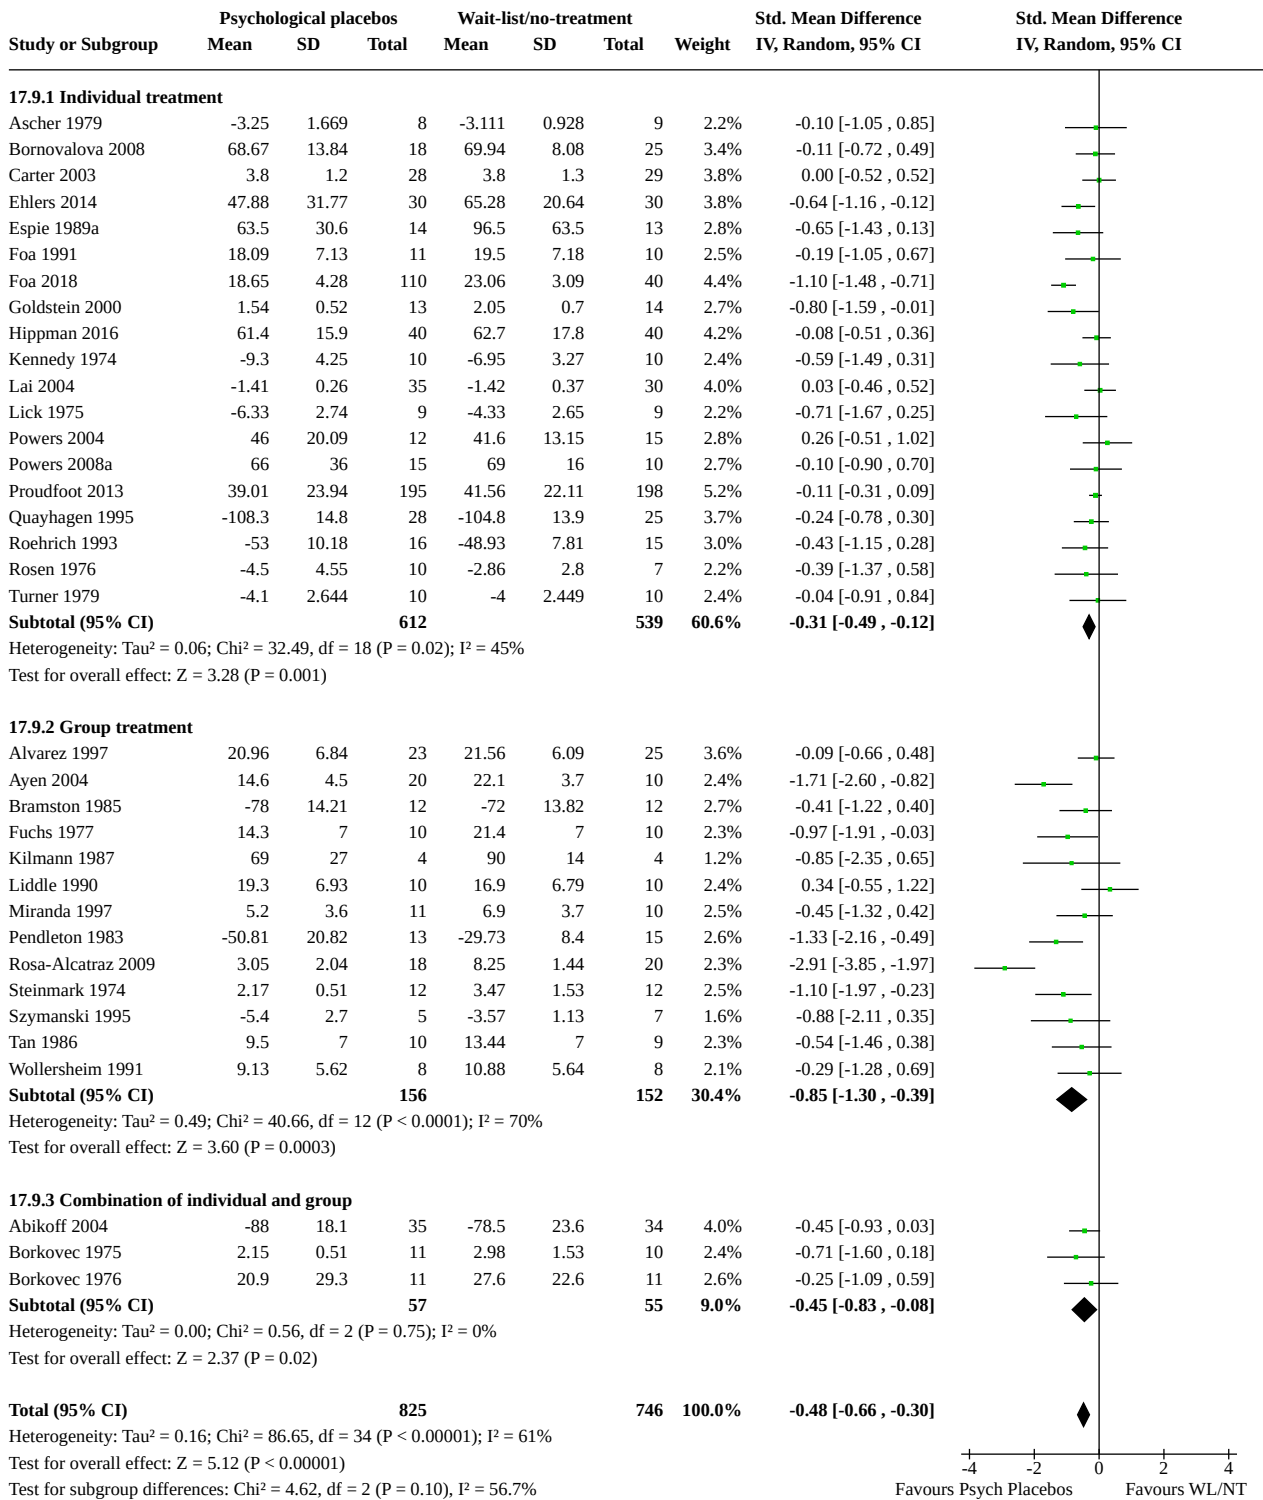 Psychological placebos Wait-list/no-treatment Std. Mean Difference Std. Mean Difference
Study or Subgroup Mean SD Total Mean SD Total Weight IV, Random, 95% CI IV, Random, 95% CI
17.9.1 Individual treatment
Ascher 1979 -3.25 1.669 8 -3.111 0.928 9 2.2% -0.10 [-1.05 , 0.85]
Bornovalova 2008 68.67 13.84 18 69.94 8.08 25 3.4% -0.11 [-0.72 , 0.49]
Carter 2003 3.8 1.2 28 3.8 1.3 29 3.8% 0.00 [-0.52 , 0.52]
Ehlers 2014 47.88 31.77 30 65.28 20.64 30 3.8% -0.64 [-1.16 , -0.12]
Espie 1989a 63.5 30.6 14 96.5 63.5 13 2.8% -0.65 [-1.43 , 0.13]
Foa 1991 18.09 7.13 11 19.5 7.18 10 2.5% -0.19 [-1.05 , 0.67]
Foa 2018 18.65 4.28 110 23.06 3.09 40 4.4% -1.10 [-1.48 , -0.71]
Goldstein 2000 1.54 0.52 13 2.05 0.7 14 2.7% -0.80 [-1.59 , -0.01]
Hippman 2016 61.4 15.9 40 62.7 17.8 40 4.2% -0.08 [-0.51 , 0.36]
Kennedy 1974 -9.3 4.25 10 -6.95 3.27 10 2.4% -0.59 [-1.49 , 0.31]
Lai 2004 -1.41 0.26 35 -1.42 0.37 30 4.0% 0.03 [-0.46 , 0.52]
Lick 1975 -6.33 2.74 9 -4.33 2.65 9 2.2% -0.71 [-1.67 , 0.25]
Powers 2004 46 20.09 12 41.6 13.15 15 2.8% 0.26 [-0.51 , 1.02]
Powers 2008a 66 36 15 69 16 10 2.7% -0.10 [-0.90 , 0.70]
Proudfoot 2013 39.01 23.94 195 41.56 22.11 198 5.2% -0.11 [-0.31 , 0.09]
Quayhagen 1995 -108.3 14.8 28 -104.8 13.9 25 3.7% -0.24 [-0.78 , 0.30]
Roehrich 1993 -53 10.18 16 -48.93 7.81 15 3.0% -0.43 [-1.15 , 0.28]
Rosen 1976 -4.5 4.55 10 -2.86 2.8 7 2.2% -0.39 [-1.37 , 0.58]
Turner 1979 -4.1 2.644 10 -4 2.449 10 2.4% -0.04 [-0.91 , 0.84]
Subtotal (95% CI) 612 539 60.6% -0.31 [-0.49 , -0.12]
Heterogeneity: Tau² = 0.06; Chi² = 32.49, df = 18 (P = 0.02); I² = 45%
Test for overall effect: Z = 3.28 (P = 0.001)
17.9.2 Group treatment
Alvarez 1997 20.96 6.84 23 21.56 6.09 25 3.6% -0.09 [-0.66 , 0.48]
Ayen 2004 14.6 4.5 20 22.1 3.7 10 2.4% -1.71 [-2.60 , -0.82]
Bramston 1985 -78 14.21 12 -72 13.82 12 2.7% -0.41 [-1.22 , 0.40]
Fuchs 1977 14.3 7 10 21.4 7 10 2.3% -0.97 [-1.91 , -0.03]
Kilmann 1987 69 27 4 90 14 4 1.2% -0.85 [-2.35 , 0.65]
Liddle 1990 19.3 6.93 10 16.9 6.79 10 2.4% 0.34 [-0.55 , 1.22]
Miranda 1997 5.2 3.6 11 6.9 3.7 10 2.5% -0.45 [-1.32 , 0.42]
Pendleton 1983 -50.81 20.82 13 -29.73 8.4 15 2.6% -1.33 [-2.16 , -0.49]
Rosa-Alcatraz 2009 3.05 2.04 18 8.25 1.44 20 2.3% -2.91 [-3.85 , -1.97]
Steinmark 1974 2.17 0.51 12 3.47 1.53 12 2.5% -1.10 [-1.97 , -0.23]
Szymanski 1995 -5.4 2.7 5 -3.57 1.13 7 1.6% -0.88 [-2.11 , 0.35]
Tan 1986 9.5 7 10 13.44 7 9 2.3% -0.54 [-1.46 , 0.38]
Wollersheim 1991 9.13 5.62 8 10.88 5.64 8 2.1% -0.29 [-1.28 , 0.69]
Subtotal (95% CI) 156 152 30.4% -0.85 [-1.30 , -0.39]
Heterogeneity: Tau² = 0.49; Chi² = 40.66, df = 12 (P < 0.0001); I² = 70%
Test for overall effect: Z = 3.60 (P = 0.0003)
17.9.3 Combination of individual and group
Abikoff 2004 -88 18.1 35 -78.5 23.6 34 4.0% -0.45 [-0.93 , 0.03]
Borkovec 1975 2.15 0.51 11 2.98 1.53 10 2.4% -0.71 [-1.60 , 0.18]
Borkovec 1976 20.9 29.3 11 27.6 22.6 11 2.6% -0.25 [-1.09 , 0.59]
Subtotal (95% CI) 57 55 9.0% -0.45 [-0.83 , -0.08]
Heterogeneity: Tau² = 0.00; Chi² = 0.56, df = 2 (P = 0.75); I² = 0%
Test for overall effect: Z = 2.37 (P = 0.02)
Total (95% CI) 825 746 100.0% -0.48 [-0.66 , -0.30]
Heterogeneity: Tau² = 0.16; Chi² = 86.65, df = 34 (P < 0.00001); I² = 61%
Test for overall effect: Z = 5.12 (P < 0.00001) -4 -2 0 2 4
Test for subgroup differences: Chi² = 4.62, df = 2 (P = 0.10), I² = 56.7% Favours Psych Placebos Favours WL/NT